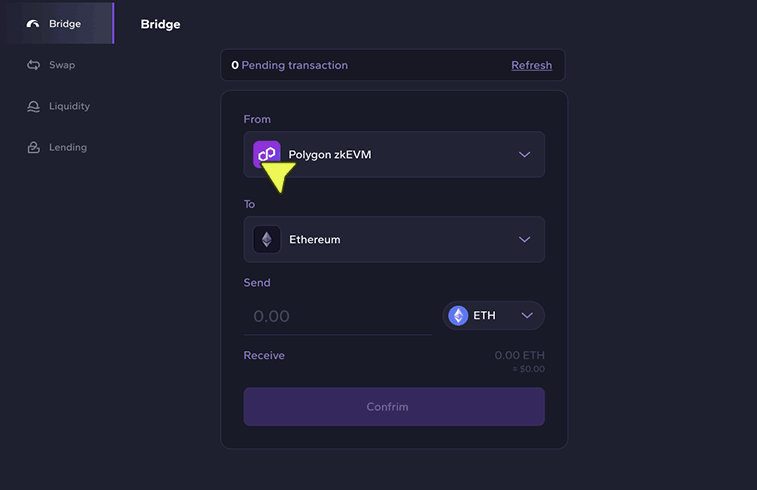 Bridge
Bridge
Swap
0 Pending transaction
Refresh
Liquidity
From
Lending
Polygon zkEVM
To
Ethereum
Send
0.00
ETH
Receive
0.00 ETH
≈ $0.00
Confrim